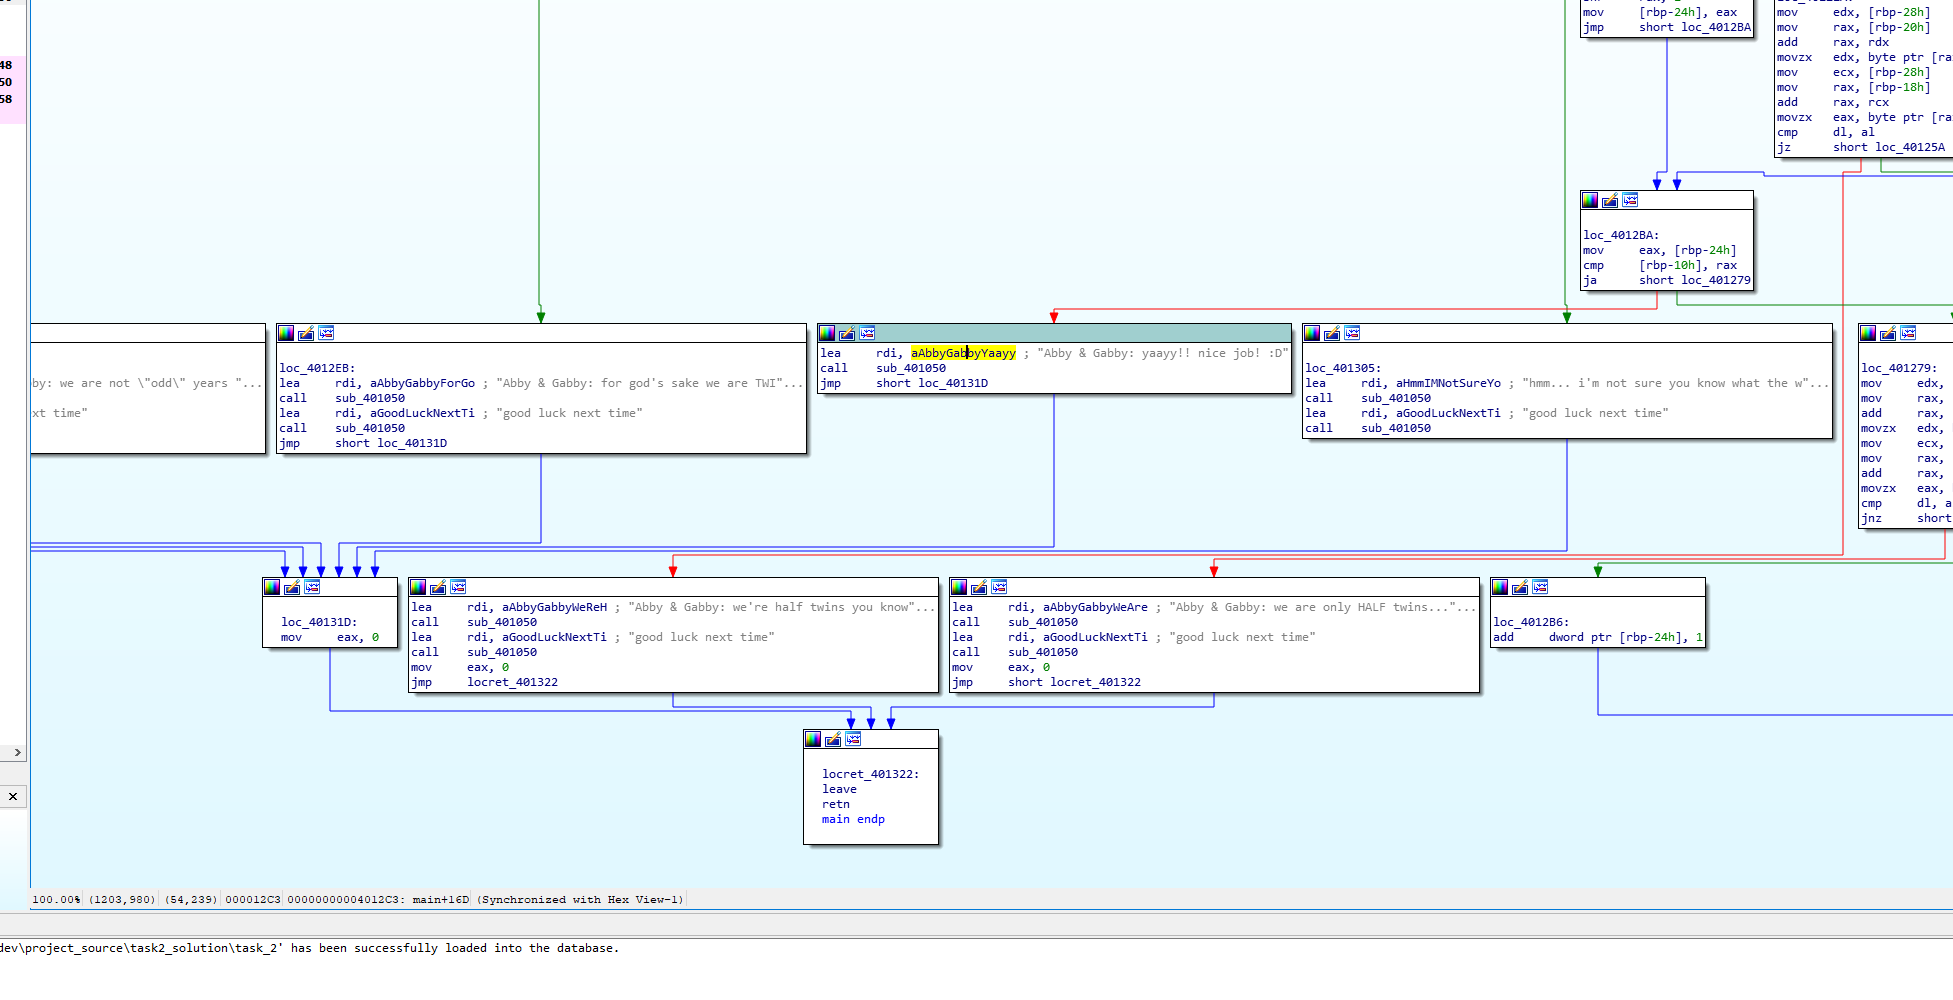 48
50
58
mov [rbp-24h], eax
jmp short loc_4012BA
mov edx, [rbp-28h]
mov rax, [rbp-20h]
add rax, rdx
movzx edx, byte ptr [ra
mov ecx, [rbp-28h]
mov rax, [rbp-18h]
add rax, rcx
movzx eax, byte ptr [ra
cmp dl, al
jz short loc_40125A
loc_4012BA:
mov eax, [rbp-24h]
cmp [rbp-10h], rax
ja short loc_401279
by: we are not \"odd\" years "...
xt time"
loc_4012EB:
lea rdi, aAbbyGabbyForGo ; "Abby & Gabby: for god's sake we are TWI"...
call sub_401050
lea rdi, aGoodLuckNextTi ; "good luck next time"
call sub_401050
jmp short loc_40131D
lea rdi, aAbbyGabbyYaayy ; "Abby & Gabby: yaayy!! nice job! :D"
call sub_401050
jmp short loc_40131D
loc_401305:
lea rdi, aHmmIMNotSureYo ; "hmm... i'm not sure you know what the w"...
call sub_401050
lea rdi, aGoodLuckNextTi ; "good luck next time"
call sub_401050
loc_401279:
mov edx,
mov rax,
add rax,
movzx edx,
mov ecx,
mov rax,
add rax,
movzx eax,
cmp dl, a
jnz short
loc_40131D:
mov eax, 0
lea rdi, aAbbyGabbyWeReH ; "Abby & Gabby: we're half twins you know"...
call sub_401050
lea rdi, aGoodLuckNextTi ; "good luck next time"
call sub_401050
mov eax, 0
jmp locret_401322
lea rdi, aAbbyGabbyWeAre ; "Abby & Gabby: we are only HALF twins..."...
call sub_401050
lea rdi, aGoodLuckNextTi ; "good luck next time"
call sub_401050
mov eax, 0
jmp short locret_401322
loc_4012B6:
add dword ptr [rbp-24h], 1
locret_401322:
leave
retn
main endp
100.00% (1203,980) (54,239) 000012C3 00000000004012C3: main+16D (Synchronized with Hex View-1)
dev\project_source\task2_solution\task_2' has been successfully loaded into the database.